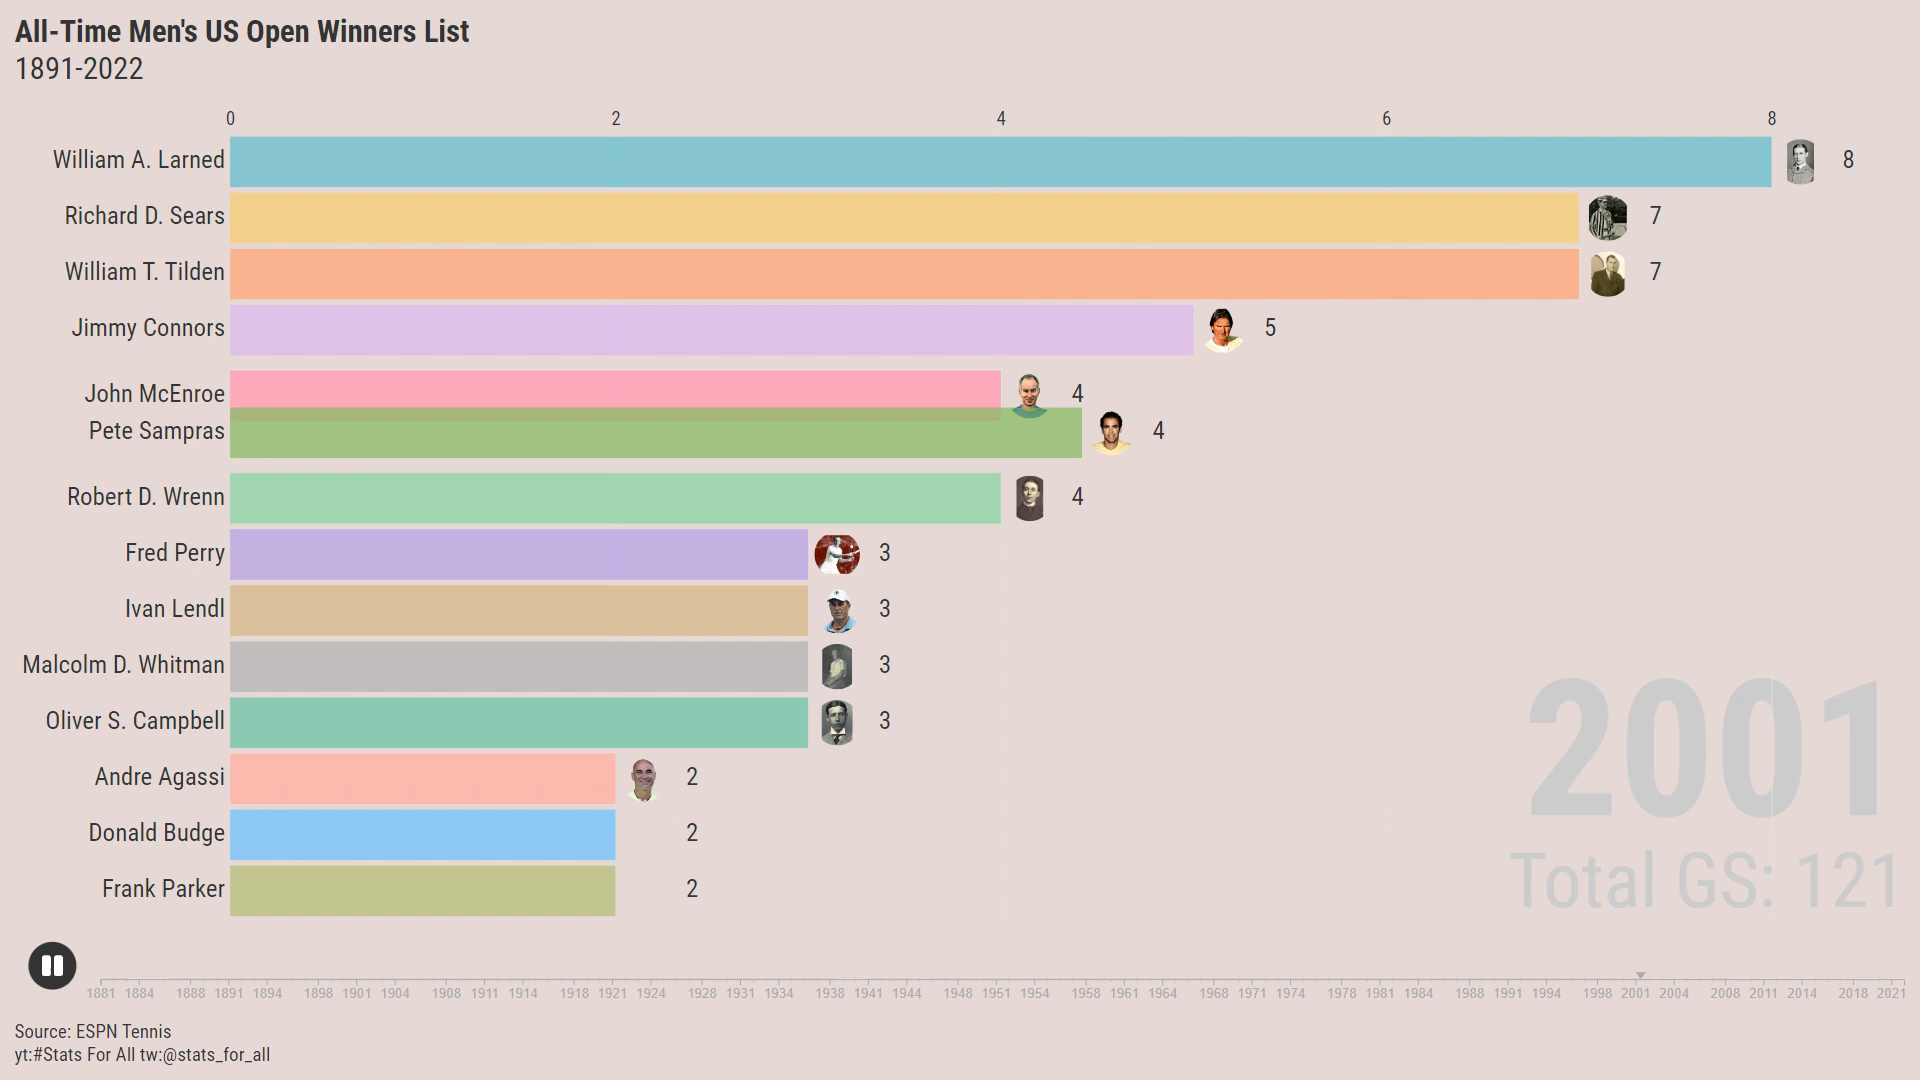 All-Time Men's US Open Winners List
1891-2022
0 2 4 6 8
William A. Larned 8
Richard D. Sears 7
William T. Tilden 7
Jimmy Connors 5
John McEnroe 4
Pete Sampras 4
Robert D. Wrenn 4
Fred Perry 3
Ivan Lendl 3
Malcolm D. Whitman 3
Oliver S. Campbell 3
Andre Agassi 2
Donald Budge 2
Frank Parker 2
2001
Total GS: 121
1881 1884 1888 1891 1894 1898 1901 1904 1908 1911 1914 1918 1921 1924 1928 1931 1934 1938 1941 1944 1948 1951 1954 1958 1961 1964 1968 1971 1974 1978 1981 1984 1988 1991 1994 1998 2001 2004 2008 2011 2014 2018 2021
Source: ESPN Tennis
yt:#Stats For All tw:@stats_for_all